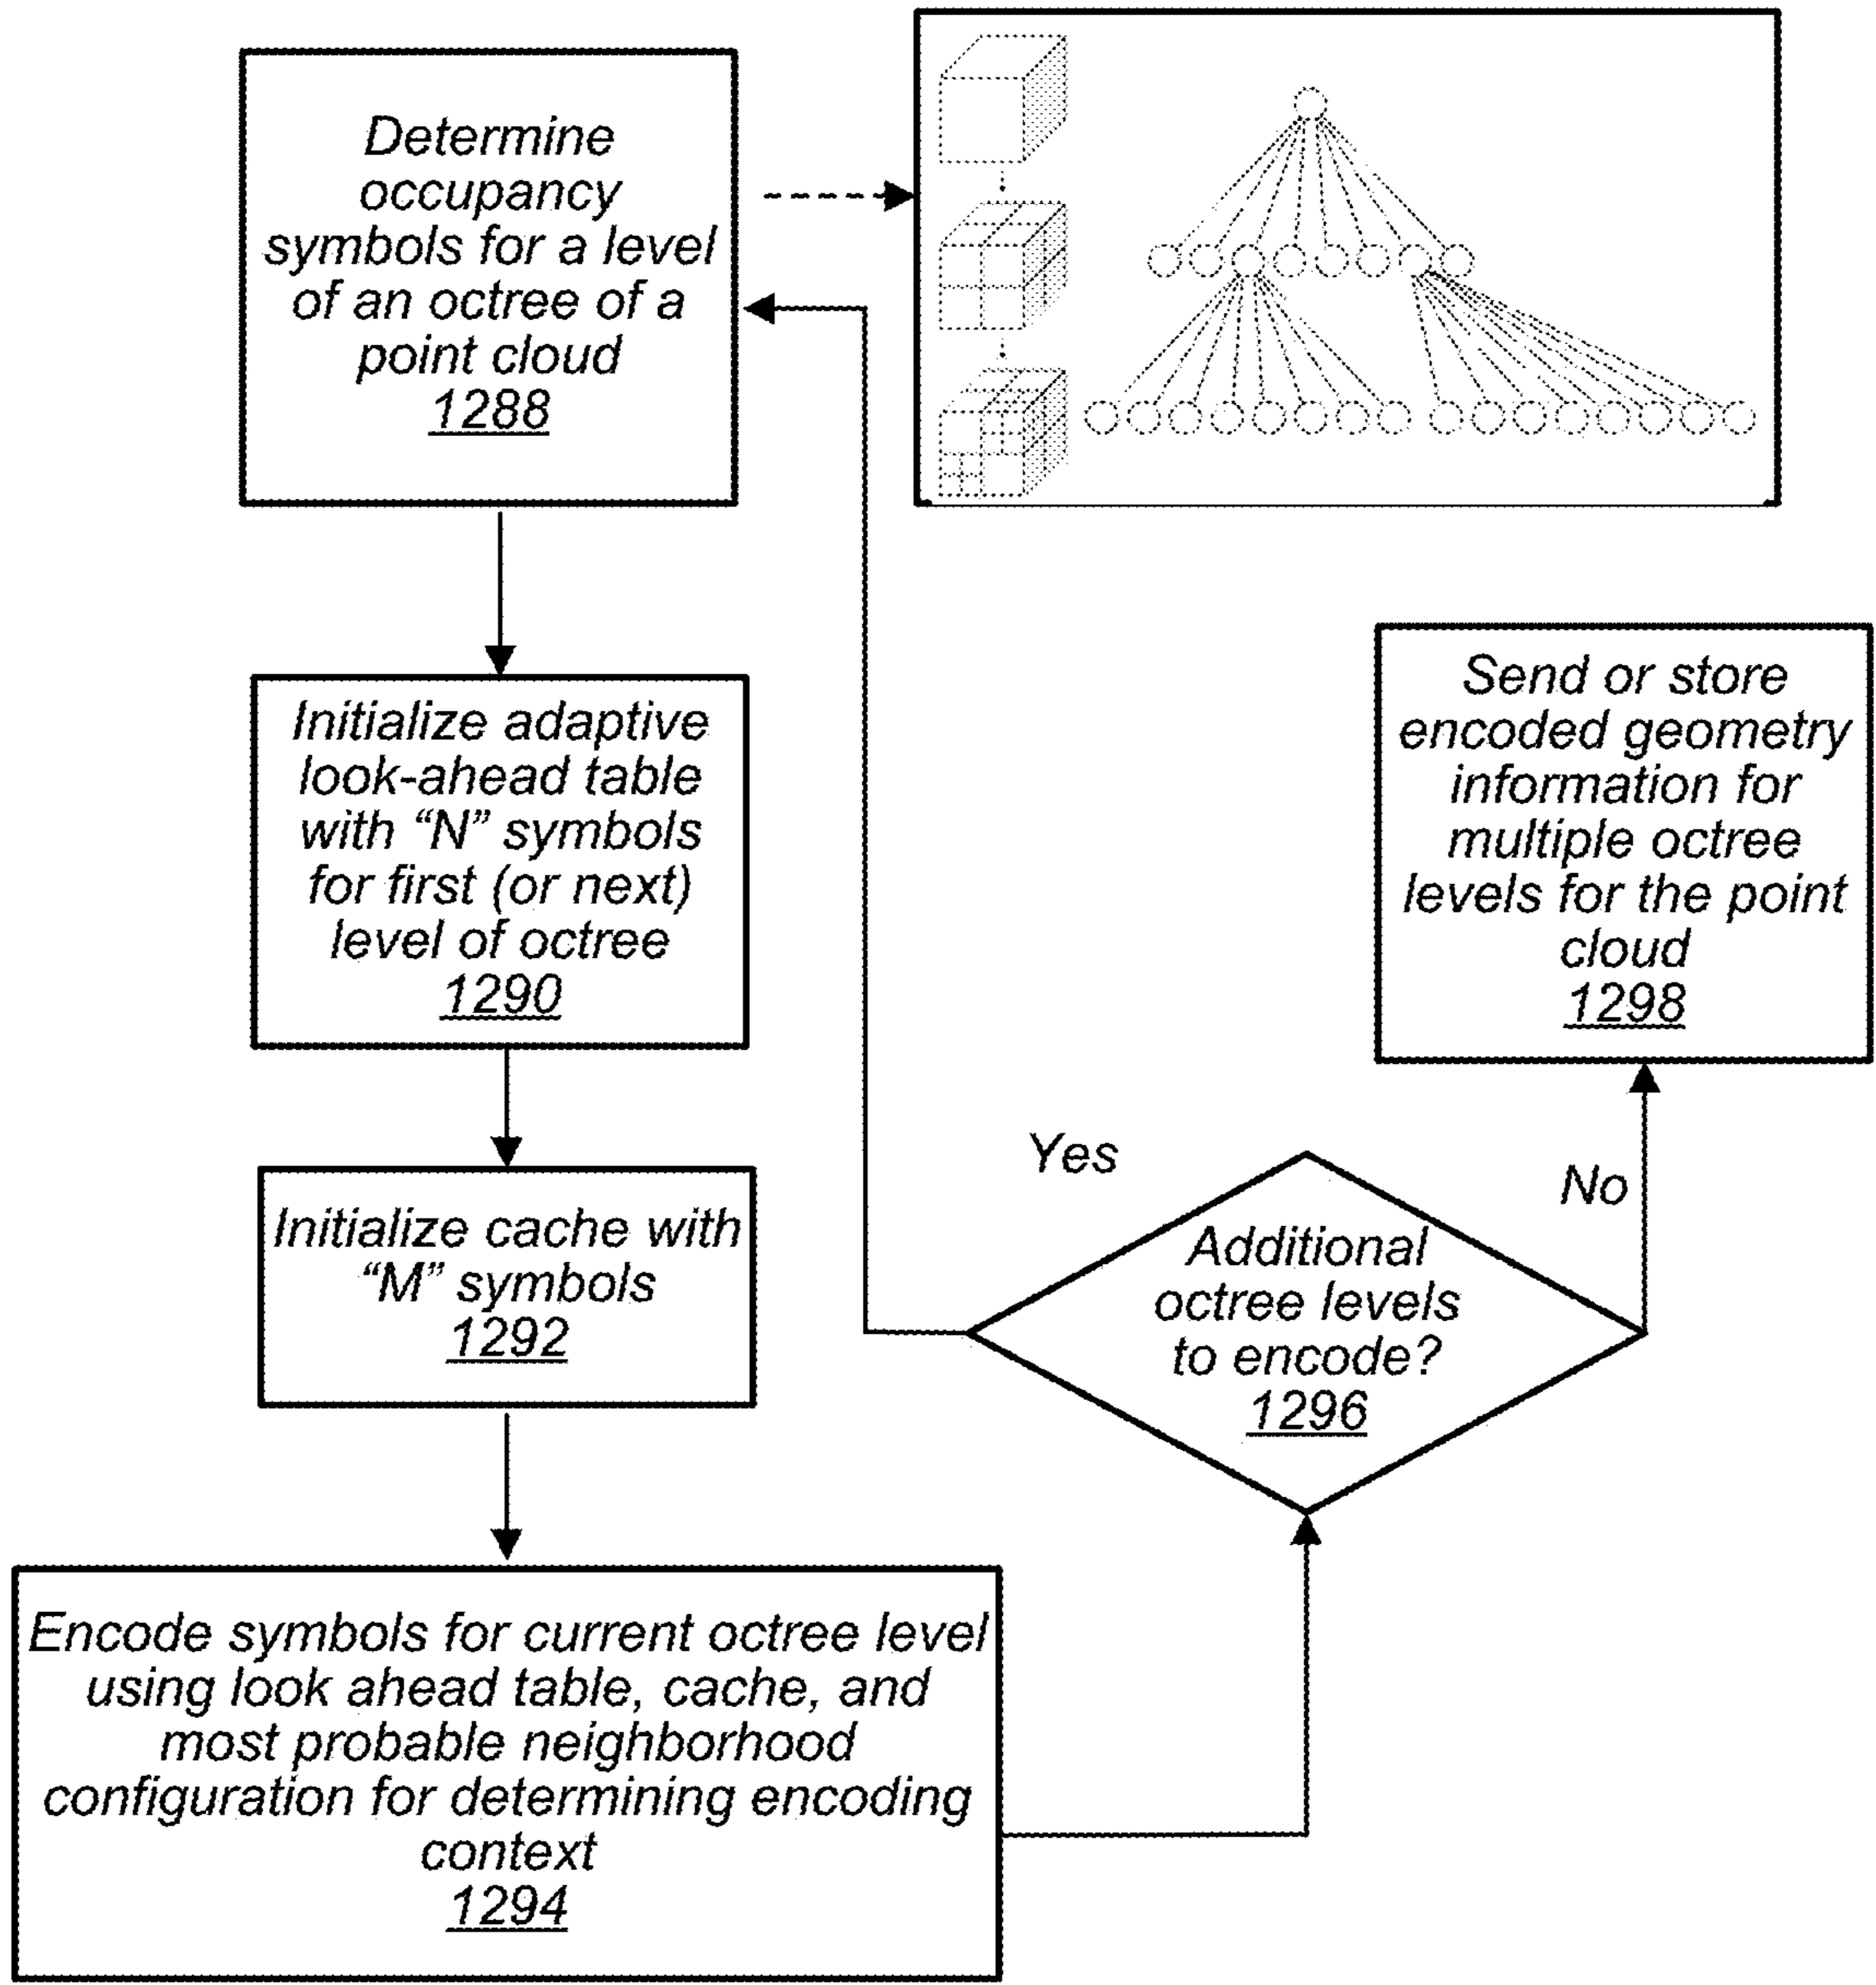 Determine
occupancy
symbols for a level
of an octree of a
point cloud
1288
Initialize adaptive
look-ahead table
with “N” symbols
for first (or next)
level of octree
1290
Initialize cache with
“M” symbols
1292
Encode symbols for current octree level
using look ahead table, cache, and
most probable neighborhood
configuration for determining encoding
context
1294
Yes
Additional
octree levels
to encode?
1296
No
Send or store
encoded geometry
information for
multiple octree
levels for the point
cloud
1298